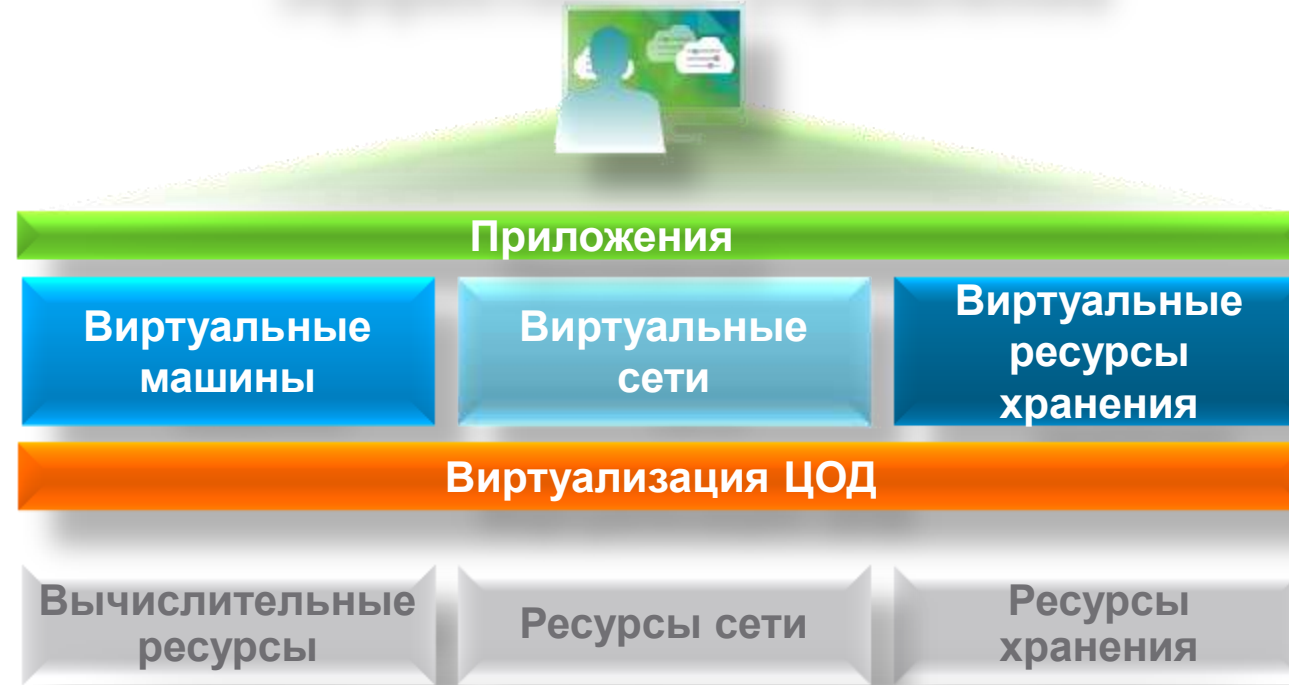 Приложения
Виртуальные
машины
Виртуальные
сети
Виртуальные
ресурсы
хранения
Виртуализация ЦОД
Вычислительные
ресурсы
Ресурсы сети
Ресурсы
хранения